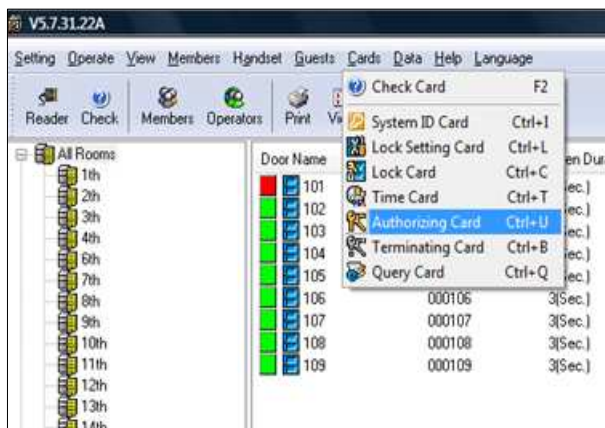 V5.7.31.22A
Setting Operate View Members Handset Guests Cards Data Help Language
Reader Check Members Operators Print
Check Card F2
System ID Card Ctrl+I
Lock Setting Card Ctrl+L
Lock Card Ctrl+C
Time Card Ctrl+T
Authorizing Card Ctrl+U
Terminating Card Ctrl+B
Query Card Ctrl+Q
All Rooms
1th
2th
3th
4th
6th
7th
8th
9th
10th
11th
12th
13th
14th
Door Name
101
102
103
104
105
106 000106 3(Sec.)
107 000107 3(Sec.)
108 000108 3(Sec.)
109 000109 3(Sec.)